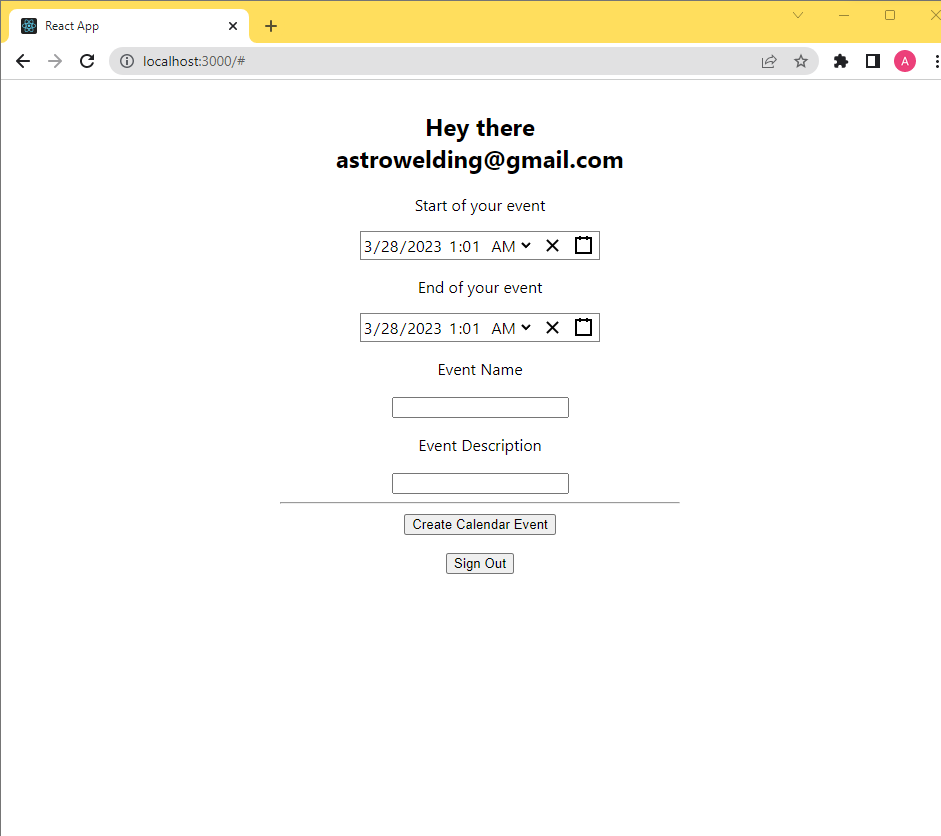 React App
localhost:3000/#
A
Hey there
astrowelding@gmail.com
Start of your event
3/28/2023 1:01 AM
End of your event
3/28/2023 1:01 AM
Event Name
Event Description
Create Calendar Event
Sign Out